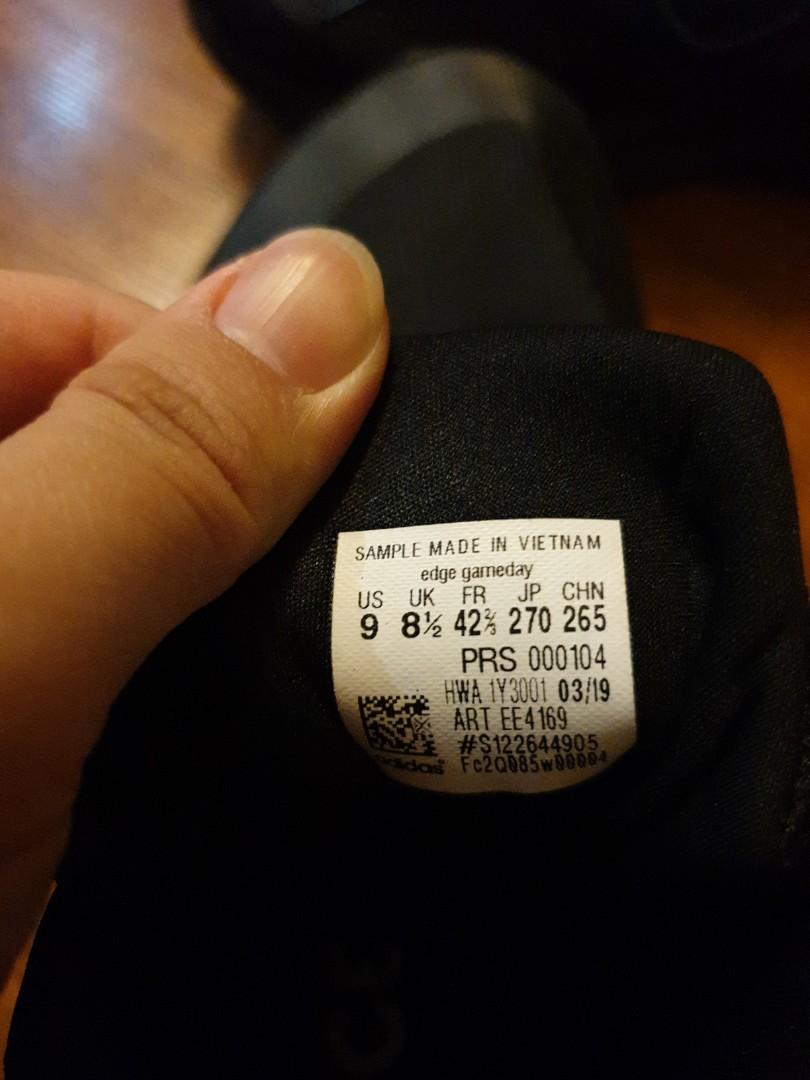 SAMPLE MADE IN VIETNAM
edge gameday
US UK FR JP CHN
9 8½ 42⅔ 270 265
PRS 000104
HWA 1Y3001 03/19
ART EE4169
#S122644905
adidas Fc2Q085w00004